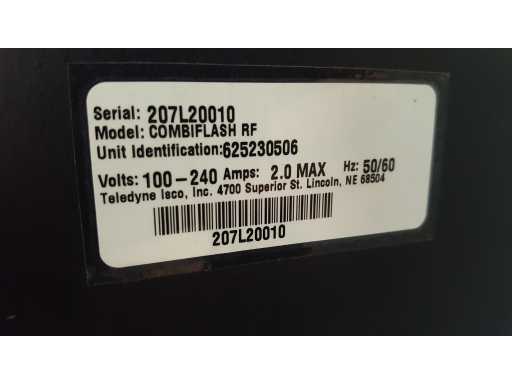 Serial: 207L20010
Model: COMBIFLASH RF
Unit Identification:625230506
Volts: 100-240 Amps: 2.0 MAX Hz: 50/60
Teledyne Isco, Inc. 4700 Superior St. Lincoln, NE 68504
207L20010